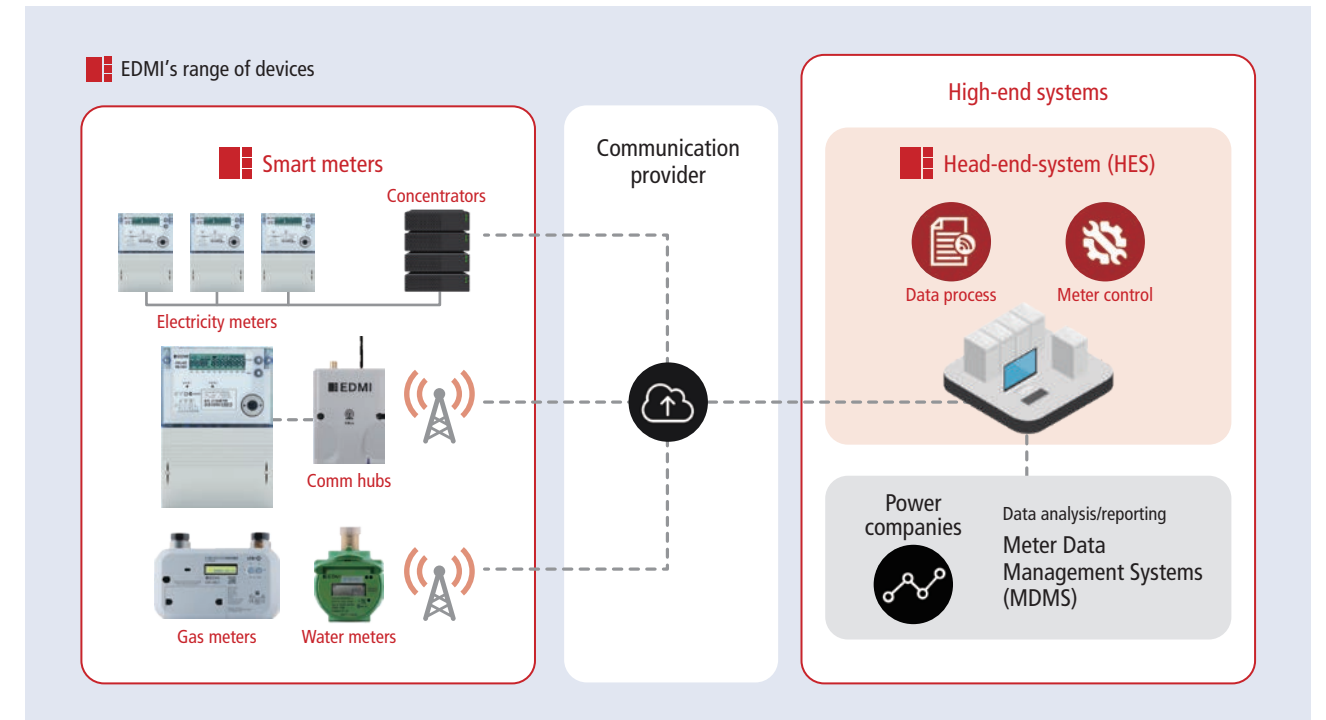 EDMI's range of devices
Smart meters
Concentrators
Electricity meters
EDMI
Comm hubs
Gas meters
Water meters
Communication
provider
High-end systems
Head-end-system (HES)
Data process
Meter control
Power
companies
Data analysis/reporting
Meter Data
Management Systems
(MDMS)